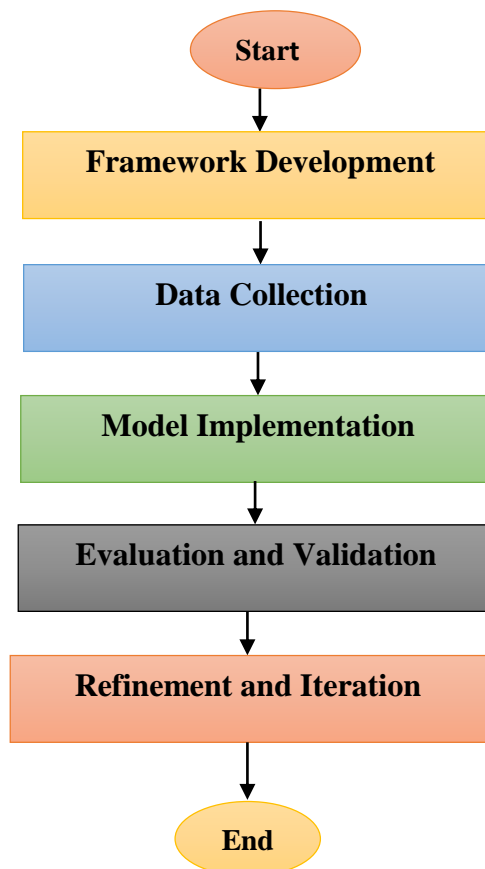 Start
Framework Development
Data Collection
Model Implementation
Evaluation and Validation
Refinement and Iteration
End